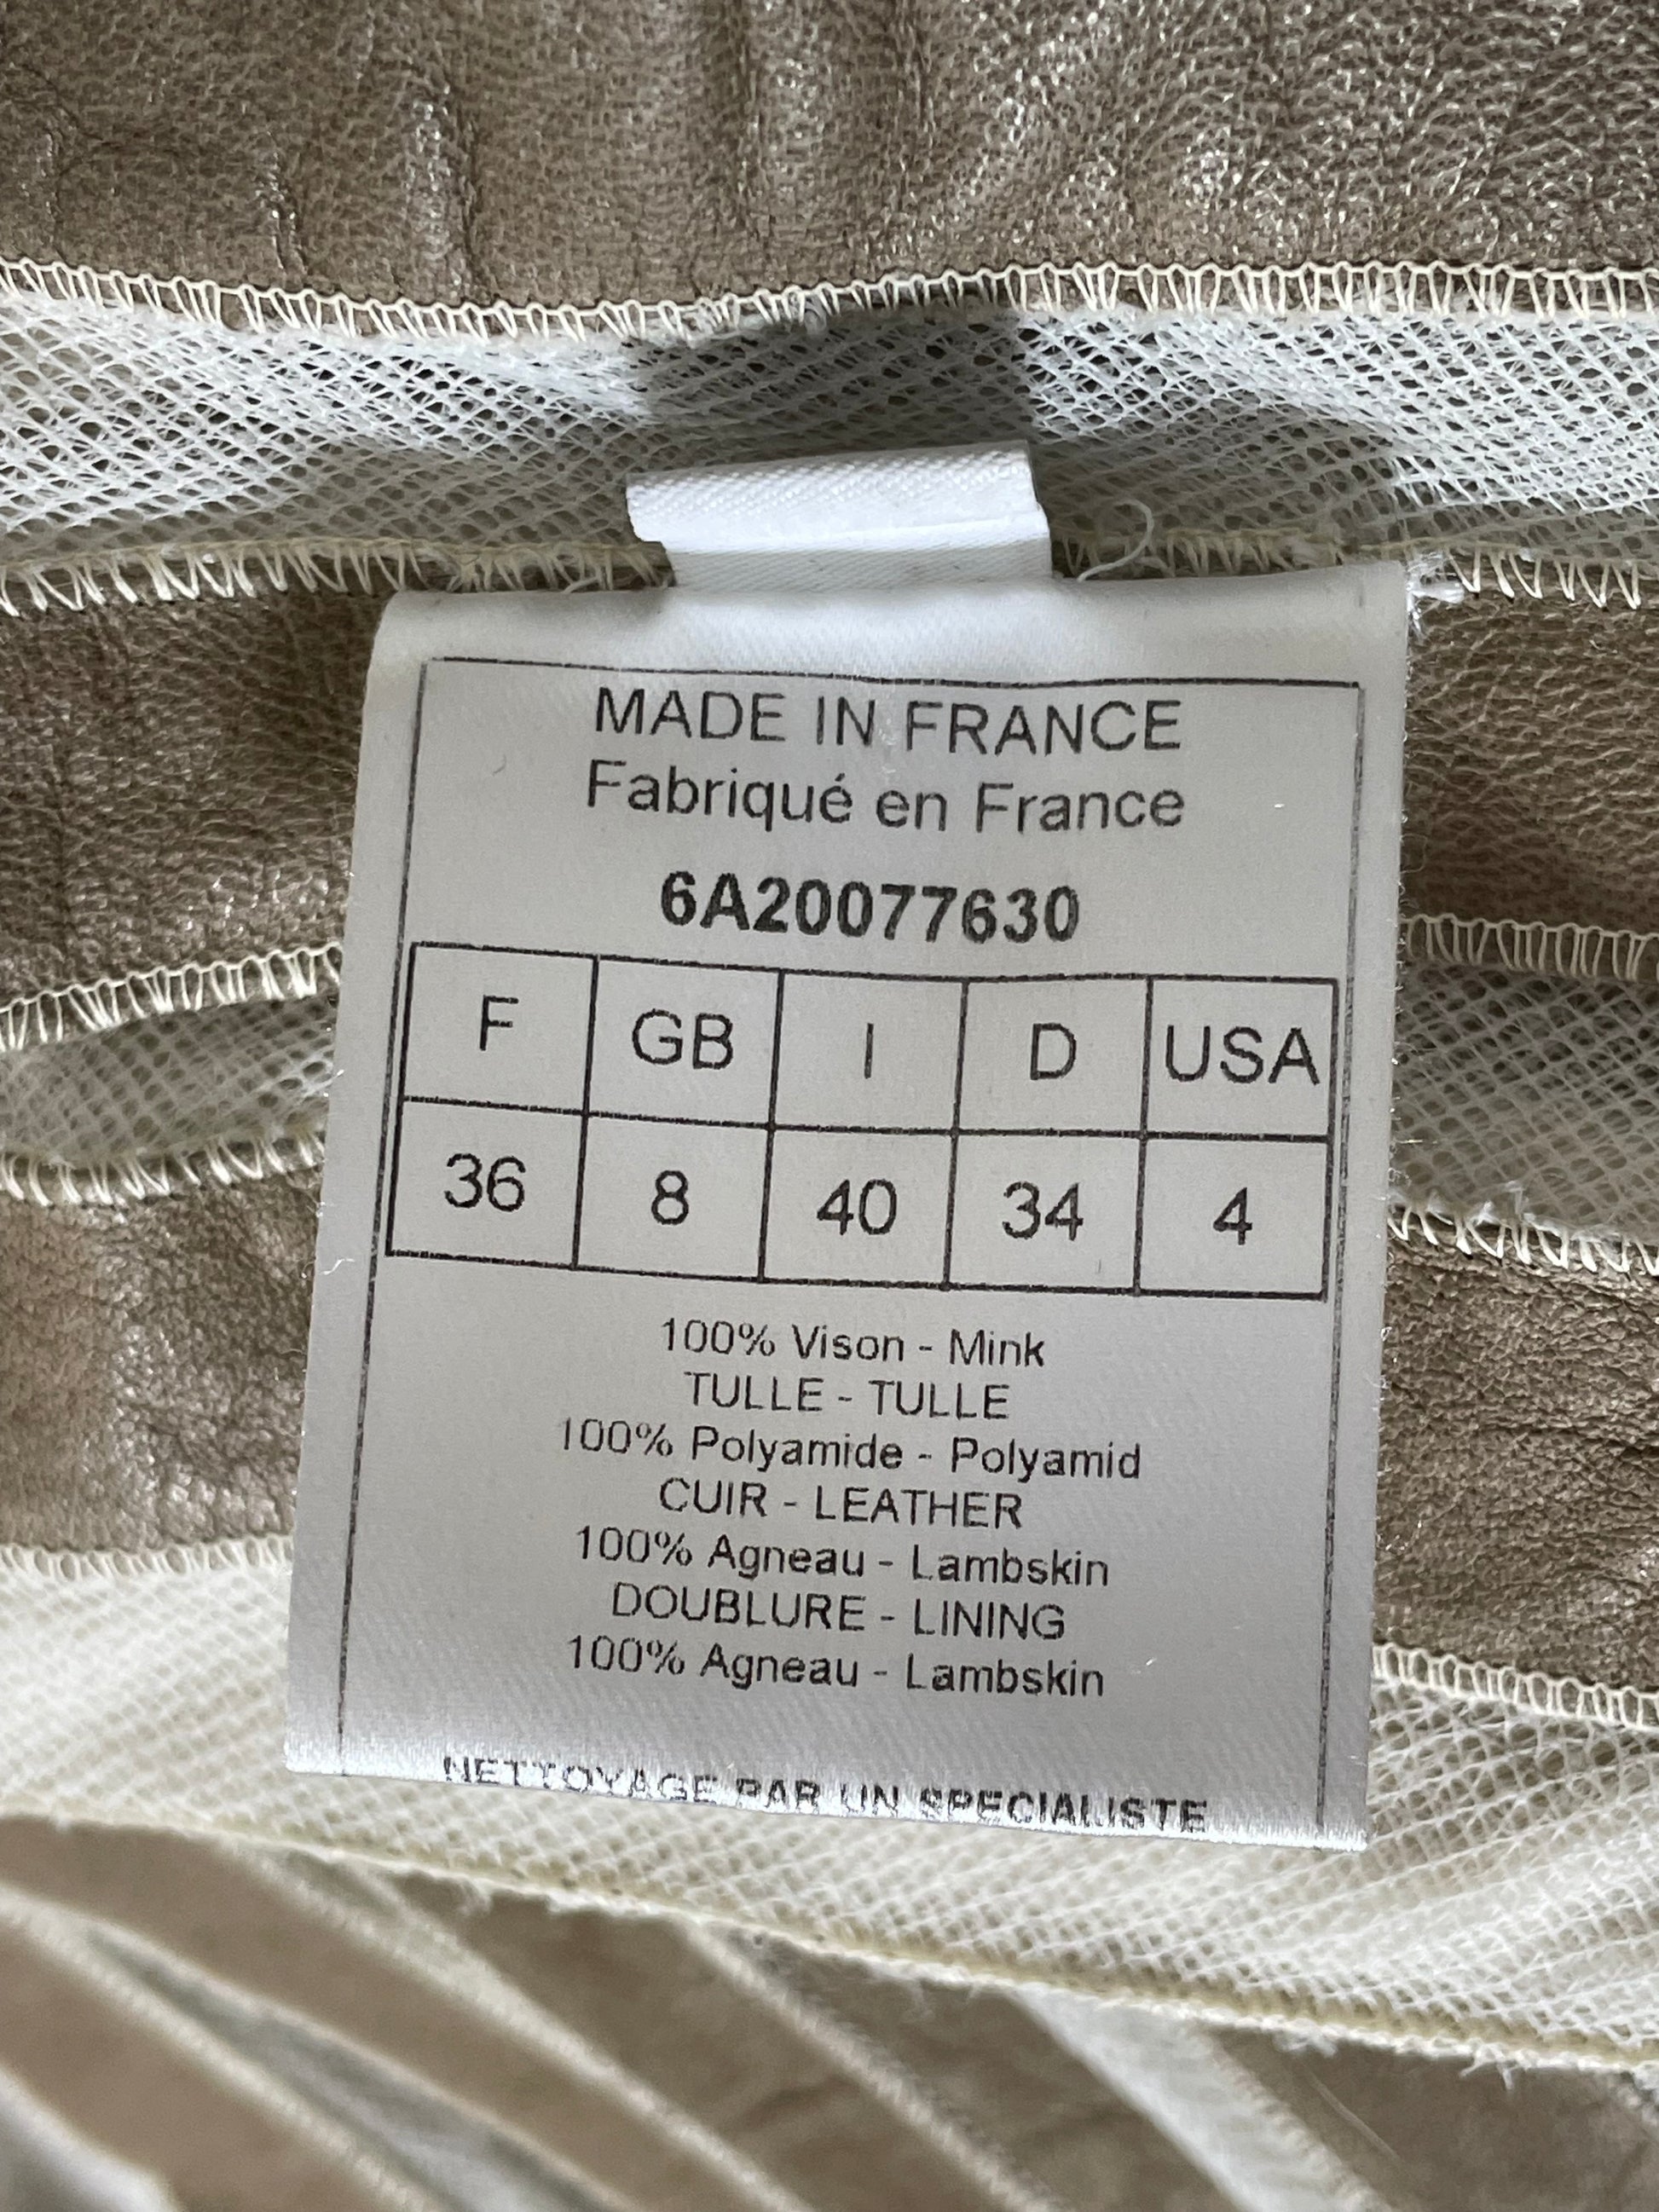 MADE IN FRANCE
Fabriqué en France
6A20077630
F GB I D USA
36 8 40 34 4
100% Vison - Mink
TULLE - TULLE
100% Polyamide - Polyamid
CUIR - LEATHER
100% Agneau - Lambskin
DOUBLURE - LINING
100% Agneau - Lambskin
NETTOYAGE PAR UN SPECIALISTE